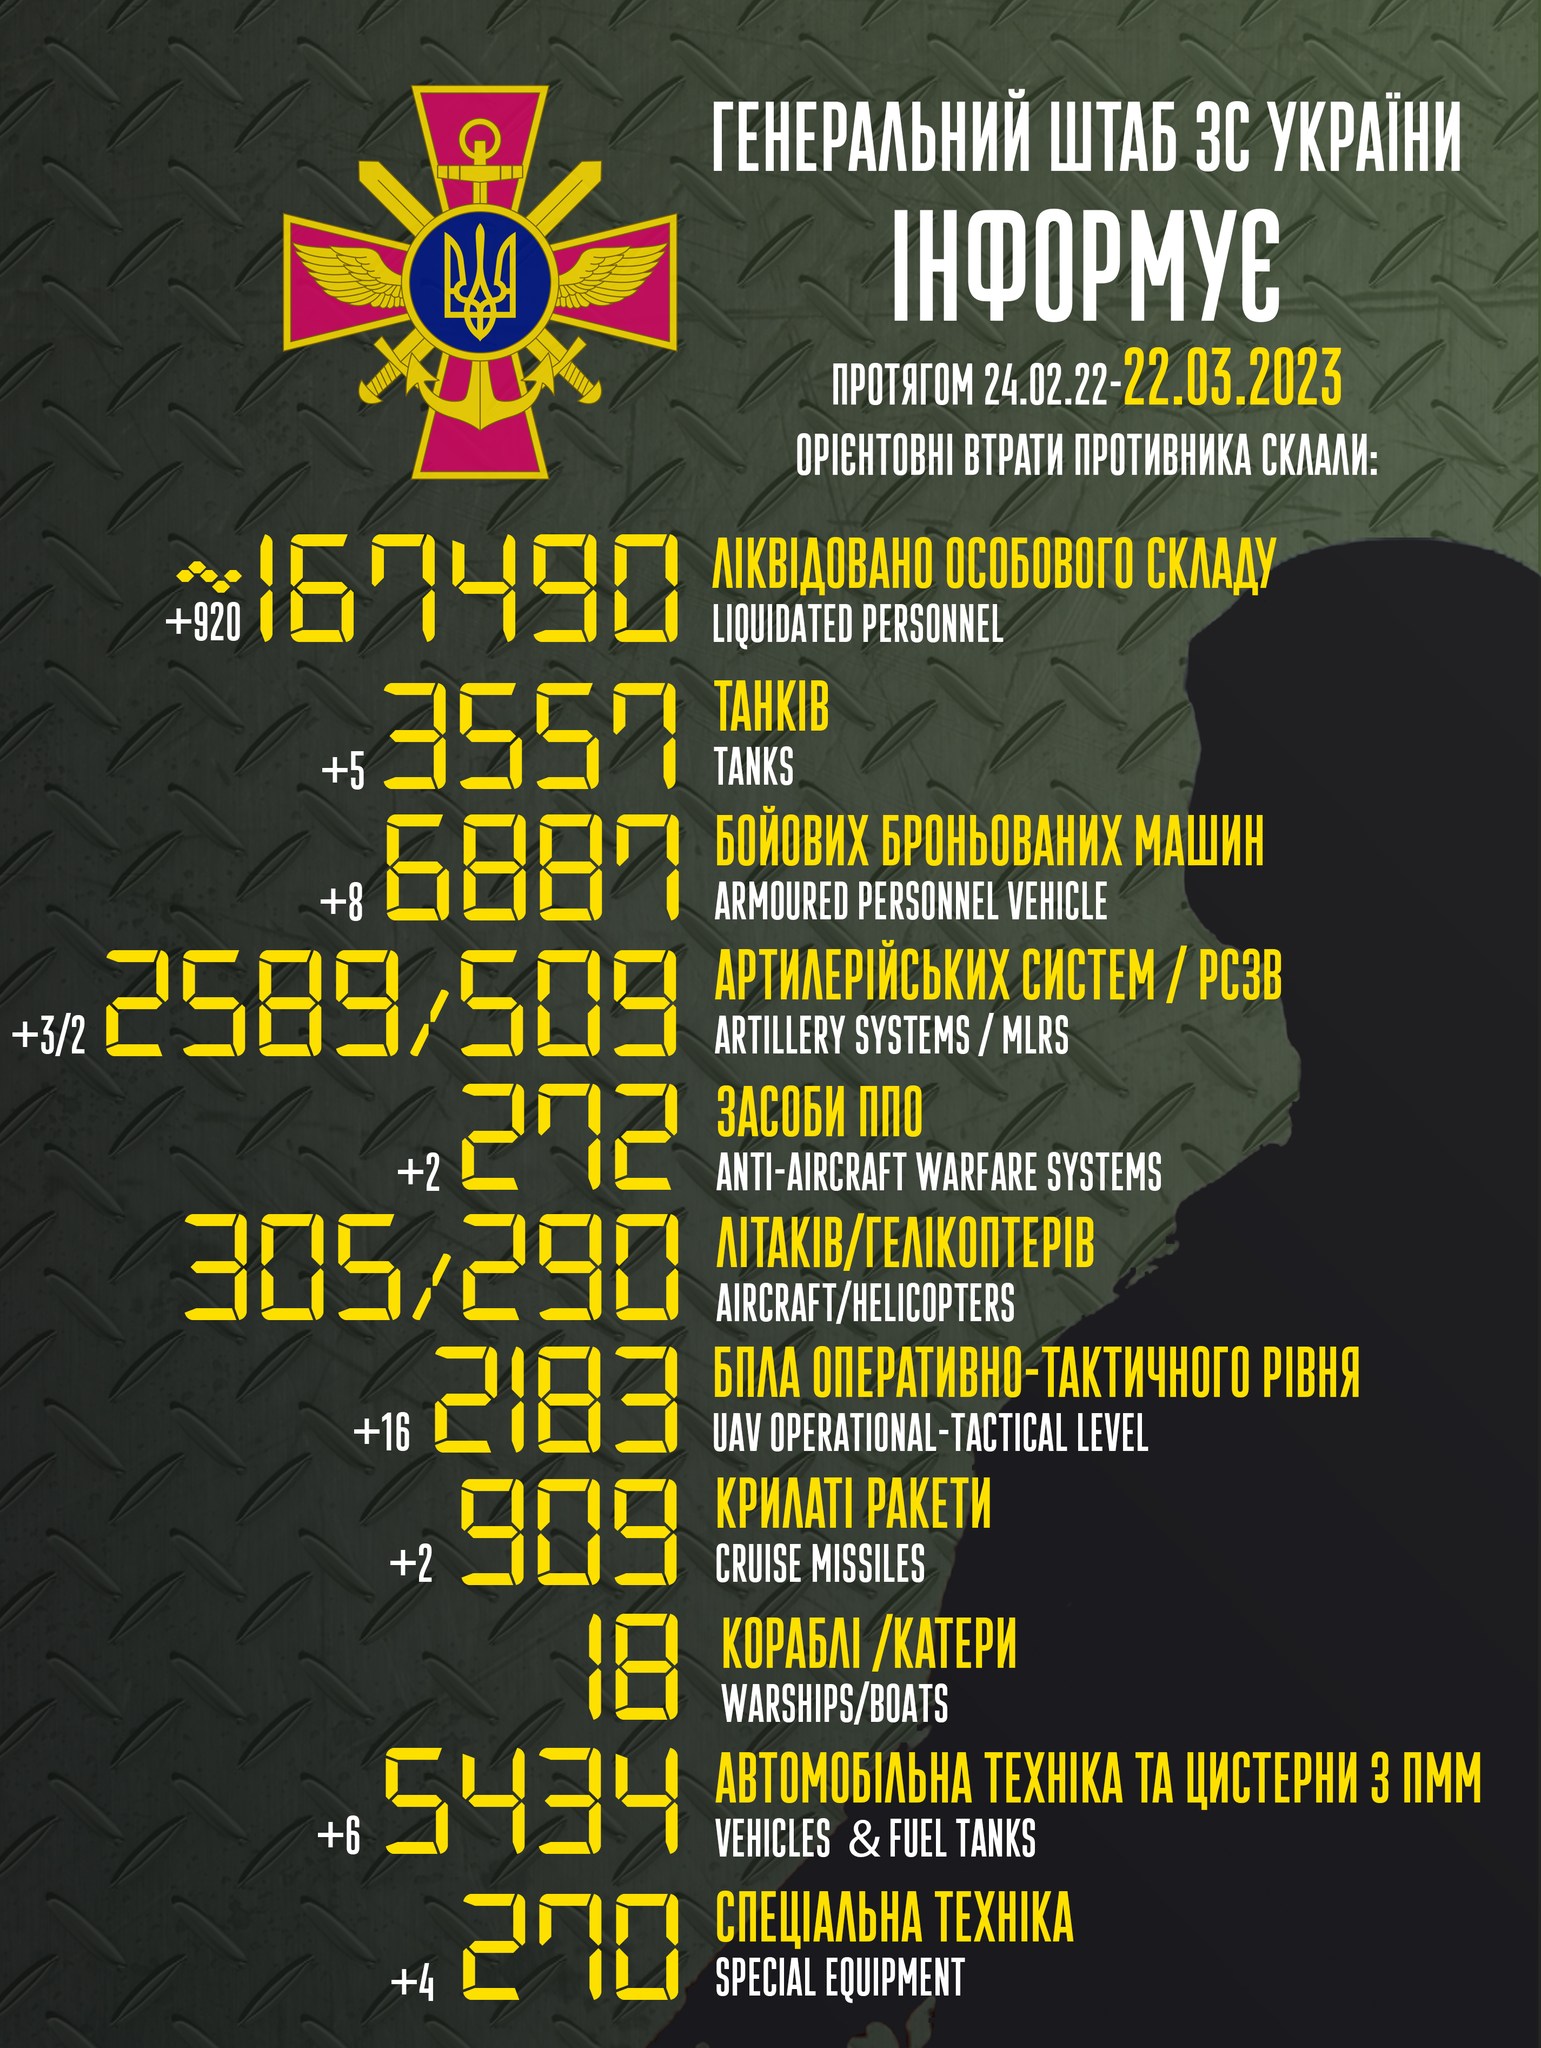 ГЕНЕРАЛЬНИЙ ШТАБ ЗС УКРАЇНИ
ІНФОРМУЄ
ПРОТЯГОМ 24.02.22-22.03.2023
ОРІЄНТОВНІ ВТРАТИ ПРОТИВНИКА СКЛАЛИ:
~167490 ЛІКВІДОВАНО ОСОБОВОГО СКЛАДУ
+920 LIQUIDATED PERSONNEL
3557 ТАНКІВ
+5 TANKS
6887 БОЙОВИХ БРОНЬОВАНИХ МАШИН
+8 ARMOURED PERSONNEL VEHICLE
2589/509 АРТИЛЕРІЙСЬКИХ СИСТЕМ / РСЗВ
+3/2 ARTILLERY SYSTEMS / MLRS
272 ЗАСОБИ ППО
+2 ANTI-AIRCRAFT WARFARE SYSTEMS
305/290 ЛІТАКІВ/ГЕЛІКОПТЕРІВ
AIRCRAFT/HELICOPTERS
2183 БПЛА ОПЕРАТИВНО-ТАКТИЧНОГО РІВНЯ
+16 UAV OPERATIONAL-TACTICAL LEVEL
909 КРИЛАТІ РАКЕТИ
+2 CRUISE MISSILES
18 КОРАБЛІ /КАТЕРИ
WARSHIPS/BOATS
5434 АВТОМОБІЛЬНА ТЕХНІКА ТА ЦИСТЕРНИ З ПММ
+6 VEHICLES & FUEL TANKS
270 СПЕЦІАЛЬНА ТЕХНІКА
+4 SPECIAL EQUIPMENT